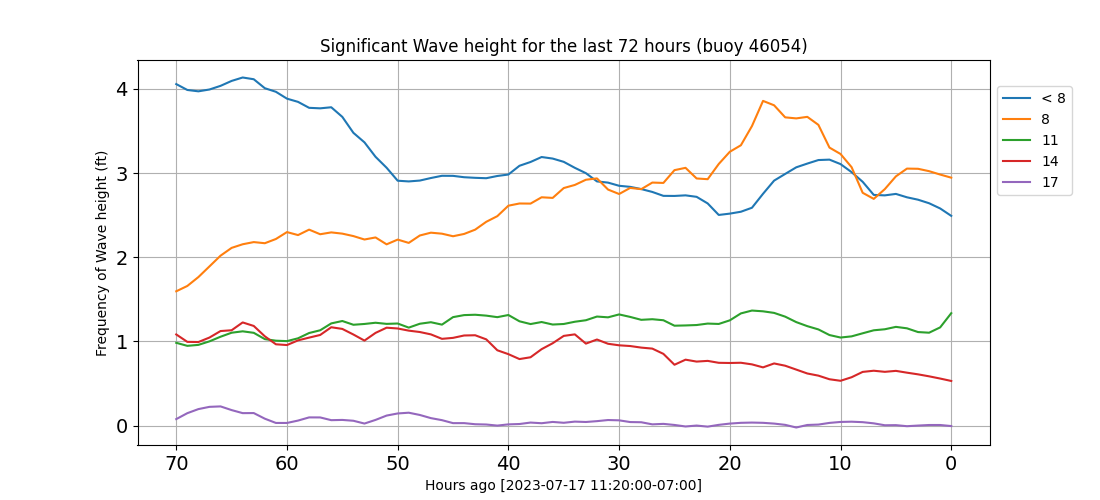 Significant Wave height for the last 72 hours (buoy 46054)
Frequency of Wave height (ft)
4
3
2
1
0
70 60 50 40 30 20 10 0
Hours ago [2023-07-17 11:20:00-07:00]
< 8
8
11
14
17